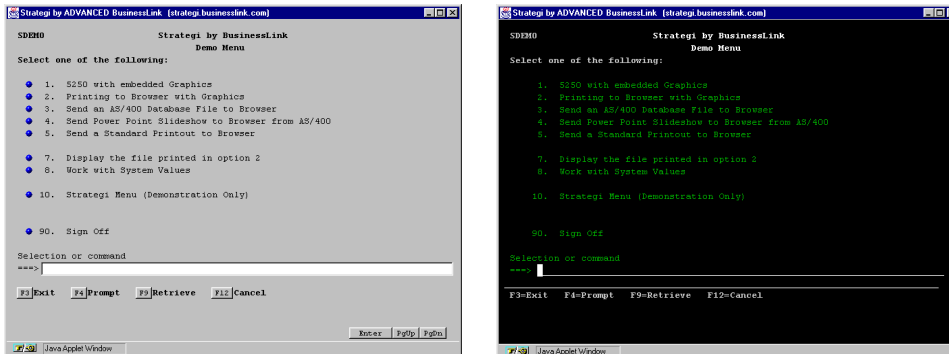 Strategi by ADVANCED BusinessLink (strategi.businesslink.com)
SDEMO Strategi by BusinessLink
Demo Menu
Select one of the following:
1. 5250 with embedded Graphics
2. Printing to Browser with Graphics
3. Send an AS/400 Database File to Browser
4. Send Power Point Slideshow to Browser from AS/400
5. Send a Standard Printout to Browser
7. Display the file printed in option 2
8. Work with System Values
10. Strategi Menu (Demonstration Only)
90. Sign Off
Selection or command
===>
F3 Exit F4 Prompt F9 Retrieve F12 Cancel
Enter PgUp PgDn
Java Applet Window
Strategi by ADVANCED BusinessLink (strategi.businesslink.com)
SDEMO Strategi by BusinessLink
Demo Menu
Select one of the following:
1. 5250 with embedded Graphics
2. Printing to Browser with Graphics
3. Send an AS/400 Database File to Browser
4. Send Power Point Slideshow to Browser from AS/400
5. Send a Standard Printout to Browser
7. Display the file printed in option 2
8. Work with System Values
10. Strategi Menu (Demonstration Only)
90. Sign Off
Selection or command
===>
F3=Exit F4=Prompt F9=Retrieve F12=Cancel
Java Applet Window